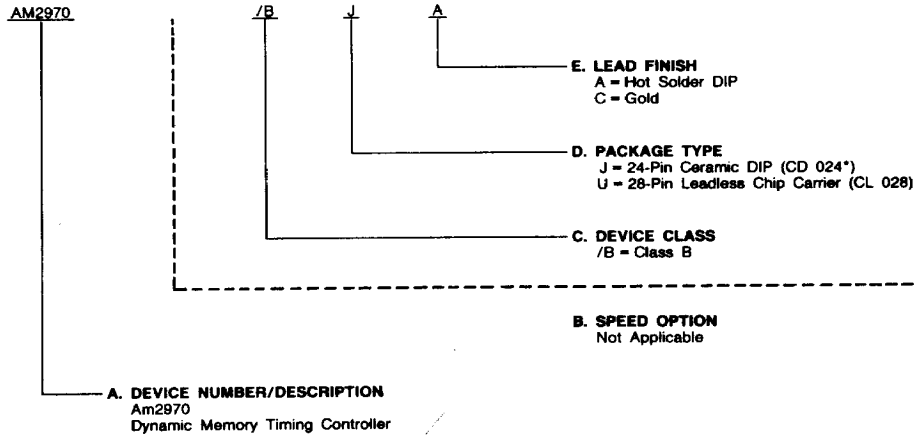 AM2970 /B J A
E. LEAD FINISH
A = Hot Solder DIP
C = Gold
D. PACKAGE TYPE
J = 24-Pin Ceramic DIP (CD 024*)
U = 28-Pin Leadless Chip Carrier (CL 028)
C. DEVICE CLASS
/B = Class B
B. SPEED OPTION
Not Applicable
A. DEVICE NUMBER/DESCRIPTION
Am2970
Dynamic Memory Timing Controller